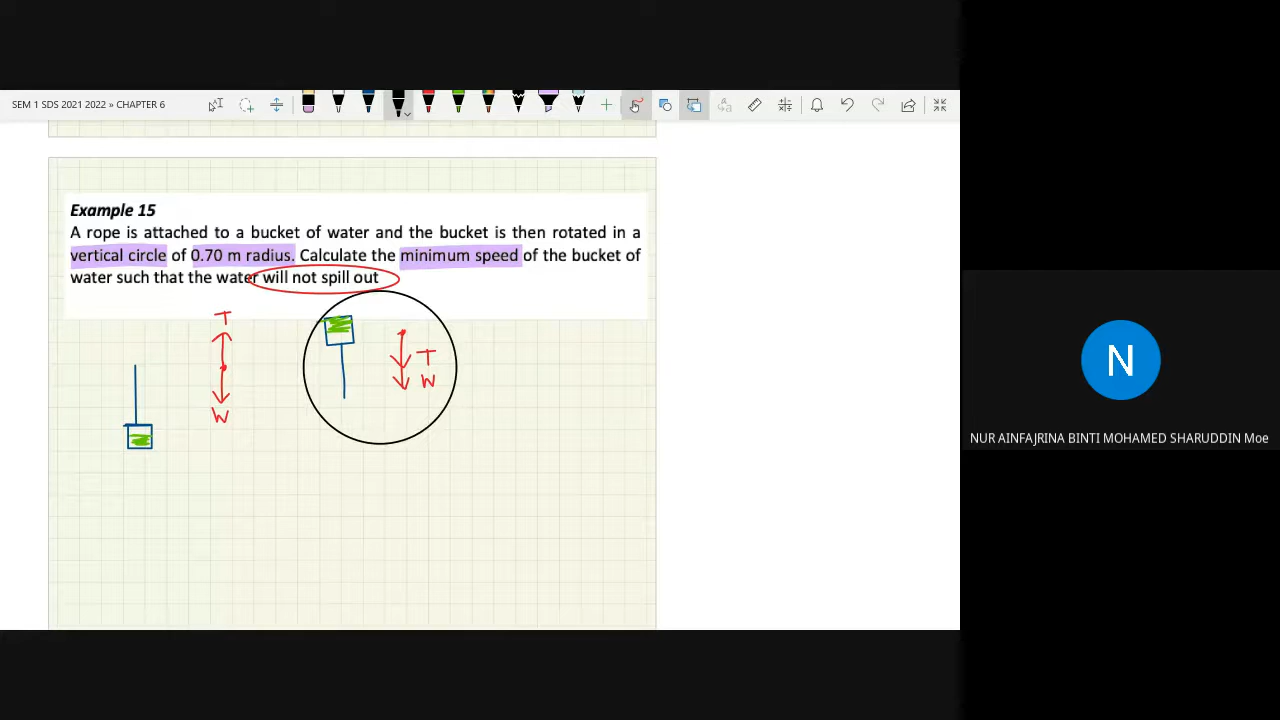 SEM 1 SDS 2021 2022 » CHAPTER 6
Example 15
A rope is attached to a bucket of water and the bucket is then rotated in a
vertical circle of 0.70 m radius. Calculate the minimum speed of the bucket of
water such that the water will not spill out
T
W
T
W
N
NUR AINFAJRINA BINTI MOHAMED SHARUDDIN Moe